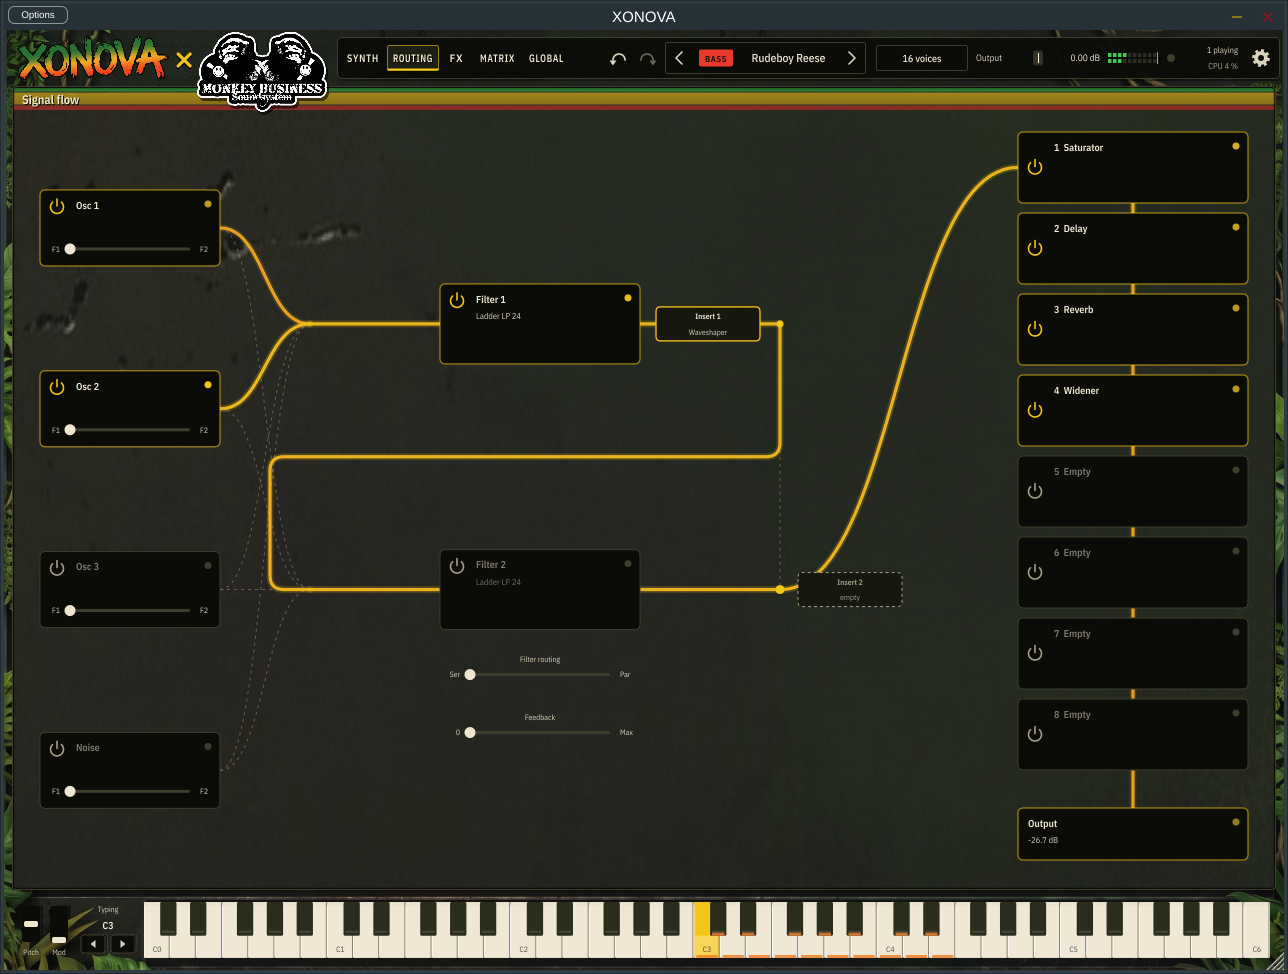 Options
XONOVA
XONOVA ×
MONKEY BUSINESS
Soundsystem
SYNTH ROUTING FX MATRIX GLOBAL
BASS Rudeboy Reese
16 voices
Output
0.00 dB
1 playing
CPU 4 %
Signal flow
Osc 1
F1 F2
Osc 2
F1 F2
Osc 3
F1 F2
Noise
F1 F2
Filter 1
Ladder LP 24
Insert 1
Waveshaper
Filter 2
Ladder LP 24
Insert 2
empty
Filter routing
Ser Par
Feedback
0 Max
1 Saturator
2 Delay
3 Reverb
4 Widener
5 Empty
6 Empty
7 Empty
8 Empty
Output
-26.7 dB
Pitch Mod
Typing
C3
C0 C1 C2 C3 C4 C5 C6